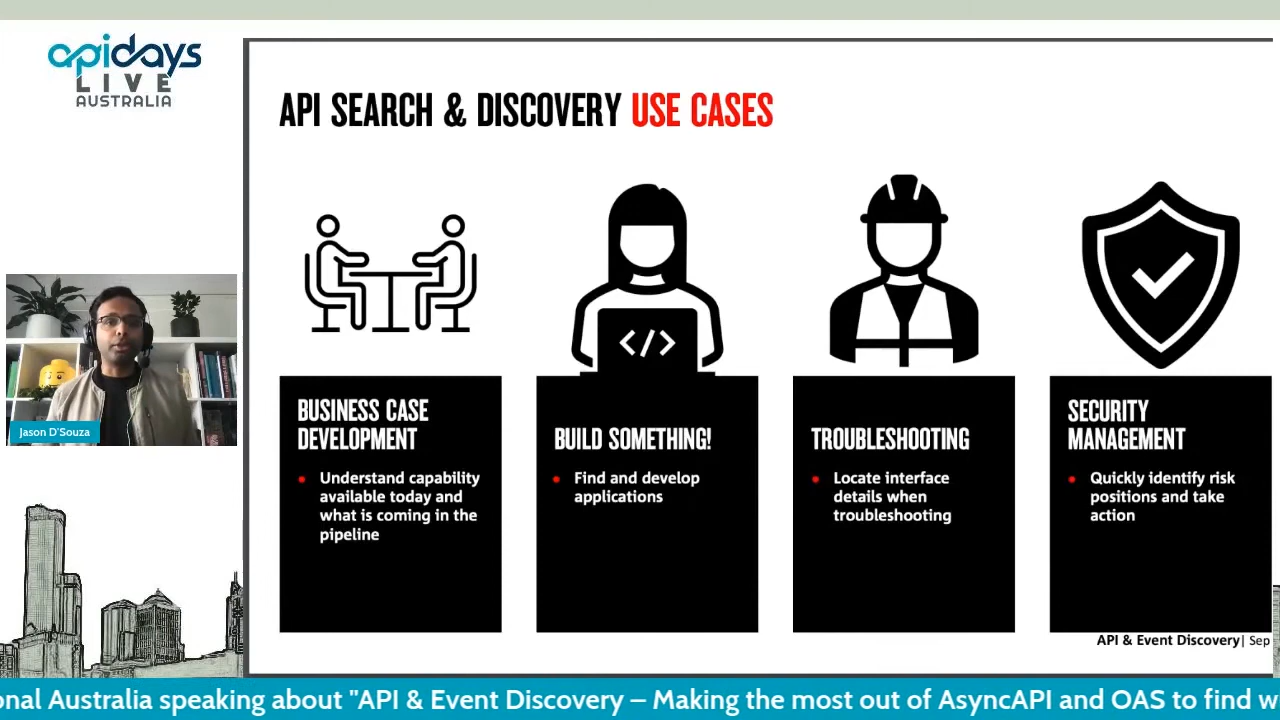 apidays
LIVE
AUSTRALIA
API SEARCH & DISCOVERY USE CASES
</>
BUSINESS CASE
DEVELOPMENT
• Understand capability
available today and
what is coming in the
pipeline
BUILD SOMETHING!
• Find and develop
applications
TROUBLESHOOTING
• Locate interface
details when
troubleshooting
SECURITY
MANAGEMENT
• Quickly identify risk
positions and take
action
Jason D'Souza
API & Event Discovery| Sep
onal Australia speaking about "API & Event Discovery – Making the most out of AsyncAPI and OAS to find w